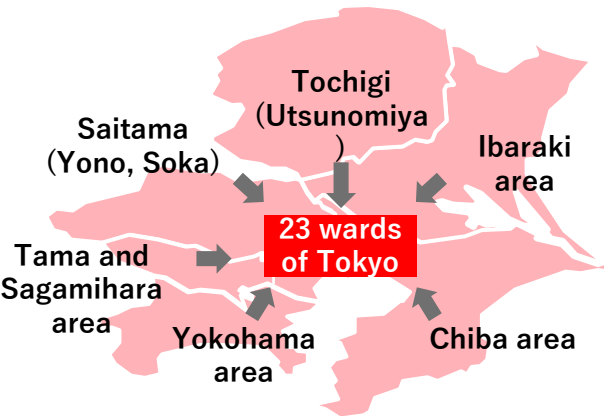 Tochigi
(Utsunomiya
)
Saitama
(Yono, Soka)
Ibaraki
area
23 wards
of Tokyo
Tama and
Sagamihara
area
Yokohama
area
Chiba area